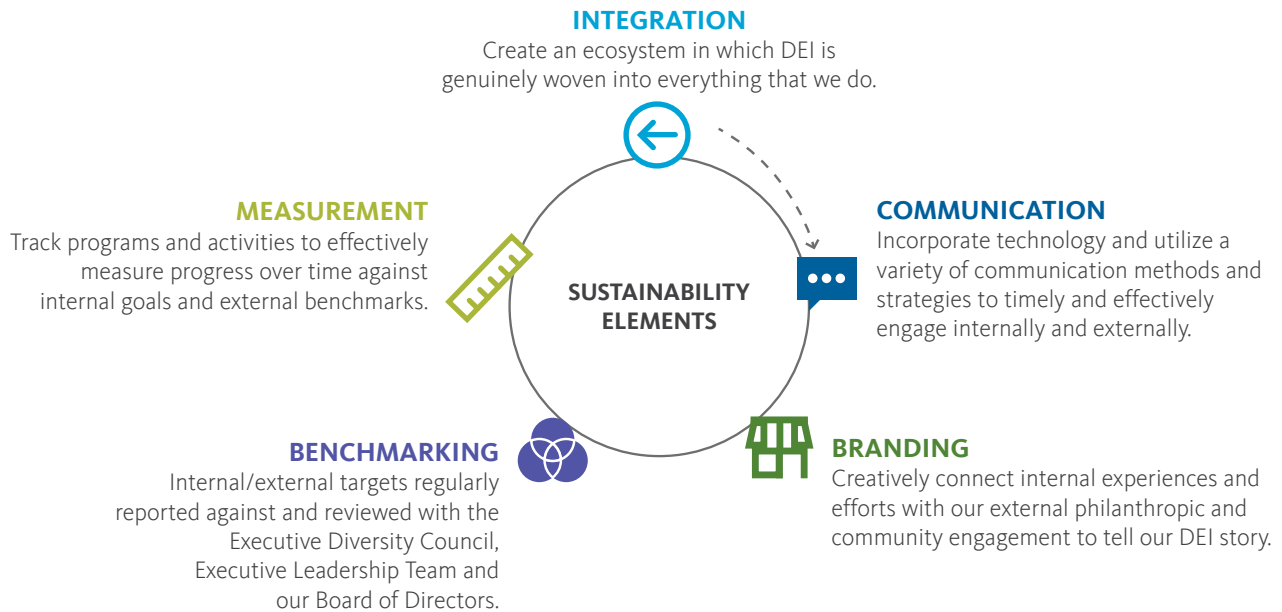 INTEGRATION
Create an ecosystem in which DEI is
genuinely woven into everything that we do.
COMMUNICATION
Incorporate technology and utilize a
variety of communication methods and
strategies to timely and effectively
engage internally and externally.
BRANDING
Creatively connect internal experiences and
efforts with our external philanthropic and
community engagement to tell our DEI story.
BENCHMARKING
Internal/external targets regularly
reported against and reviewed with the
Executive Diversity Council,
Executive Leadership Team and
our Board of Directors.
MEASUREMENT
Track programs and activities to effectively
measure progress over time against
internal goals and external benchmarks.
SUSTAINABILITY
ELEMENTS